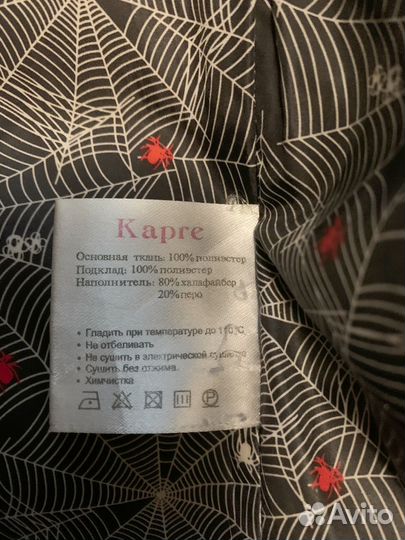 Kapre
Основная ткань: 100% полиэстер
Подклад: 100% полиэстер
Наполнитель: 80% халафайбер
20% перо
• Гладить при температуре до 110°C
• Не отбеливать
• Не сушить в электрической сушилке
• Сушить без отжима.
• Химчистка
P
Avito